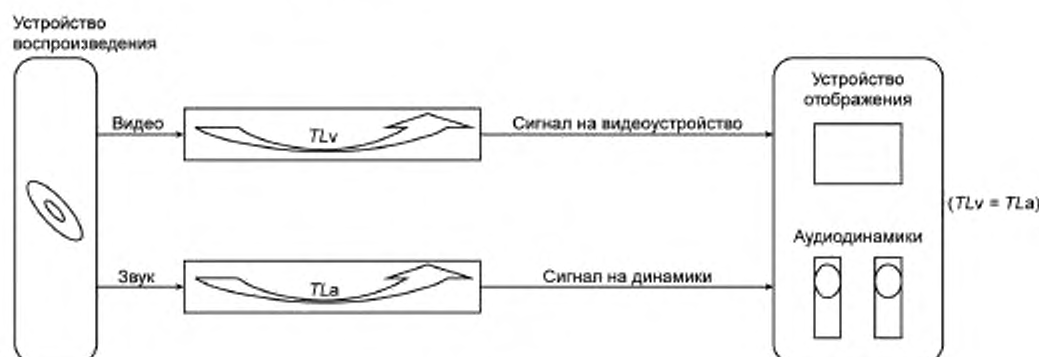 Устройство
воспроизведения
Устройство
отображения
Видео
TLv
Сигнал на видеоустройство
(TLv = TLa)
Аудиодинамики
Звук
TLa
Сигнал на динамики